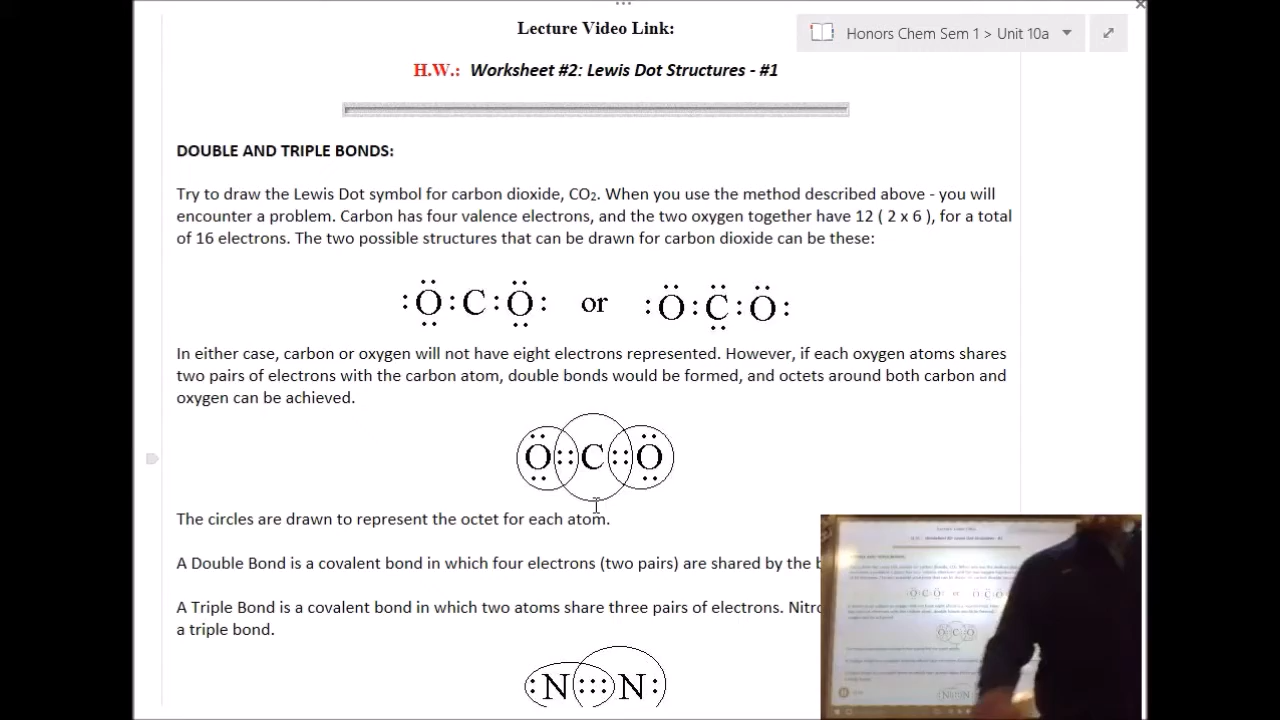 Lecture Video Link:
Honors Chem Sem 1 > Unit 10a
H.W.: Worksheet #2: Lewis Dot Structures - #1
DOUBLE AND TRIPLE BONDS:
Try to draw the Lewis Dot symbol for carbon dioxide, CO₂. When you use the method described above - you will
encounter a problem. Carbon has four valence electrons, and the two oxygen together have 12 ( 2 x 6 ), for a total
of 16 electrons. The two possible structures that can be drawn for carbon dioxide can be these:
:O:C:O: or :O:C:O:
In either case, carbon or oxygen will not have eight electrons represented. However, if each oxygen atoms shares
two pairs of electrons with the carbon atom, double bonds would be formed, and octets around both carbon and
oxygen can be achieved.
O::C::O
The circles are drawn to represent the octet for each atom.
A Double Bond is a covalent bond in which four electrons (two pairs) are shared by the
A Triple Bond is a covalent bond in which two atoms share three pairs of electrons.
a triple bond.
:N:::N: